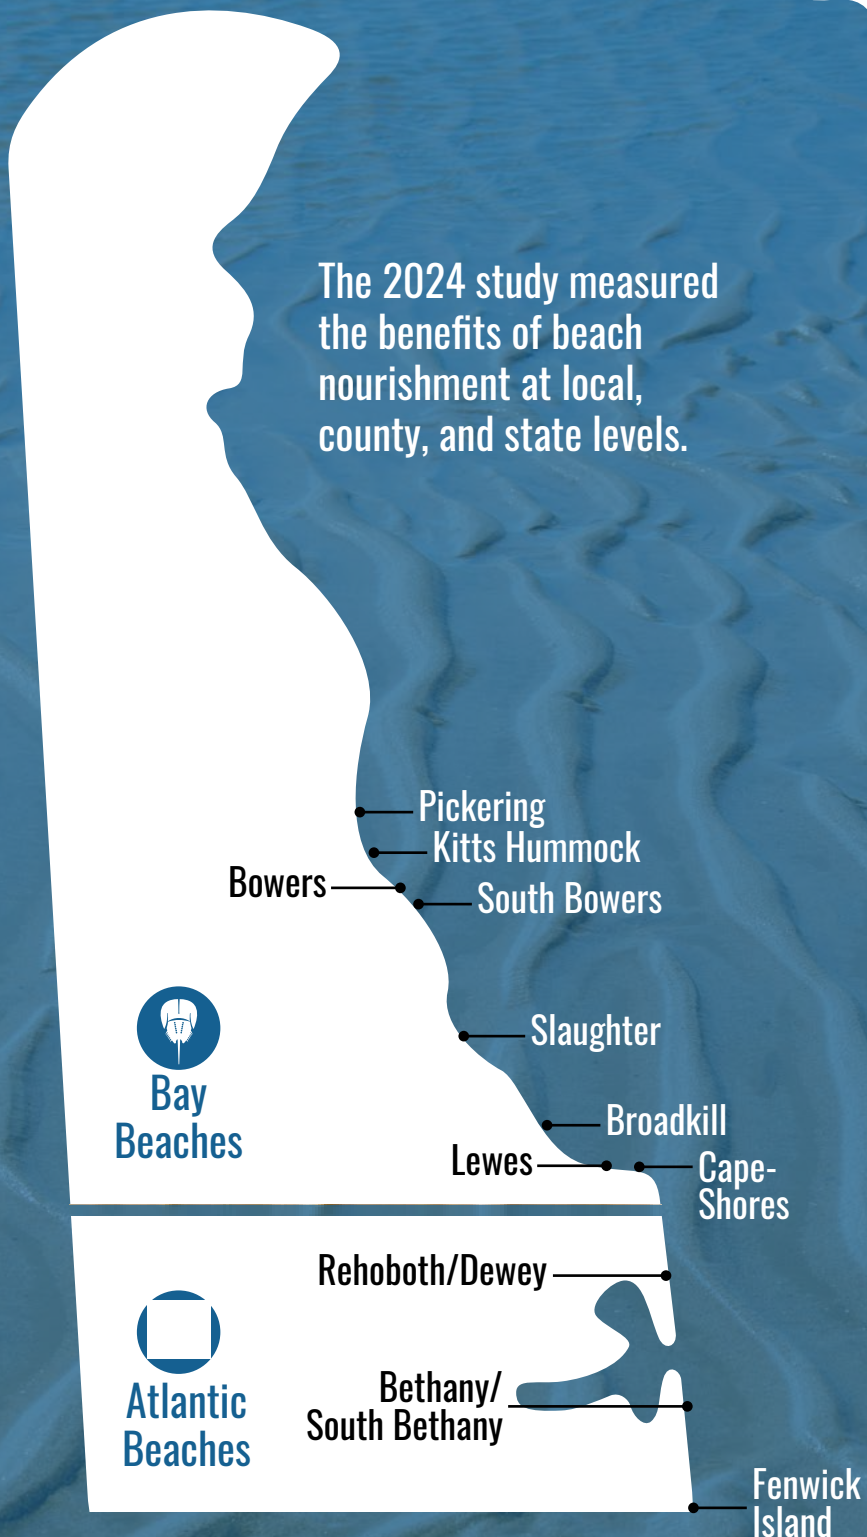 The 2024 study measured
the benefits of beach
nourishment at local,
county, and state levels.
Pickering
Kitts Hummock
Bowers
South Bowers
Slaughter
Bay
Beaches
Broadkill
Lewes
Cape-
Shores
Rehoboth/Dewey
Atlantic
Beaches
Bethany/
South Bethany
Fenwick
Island